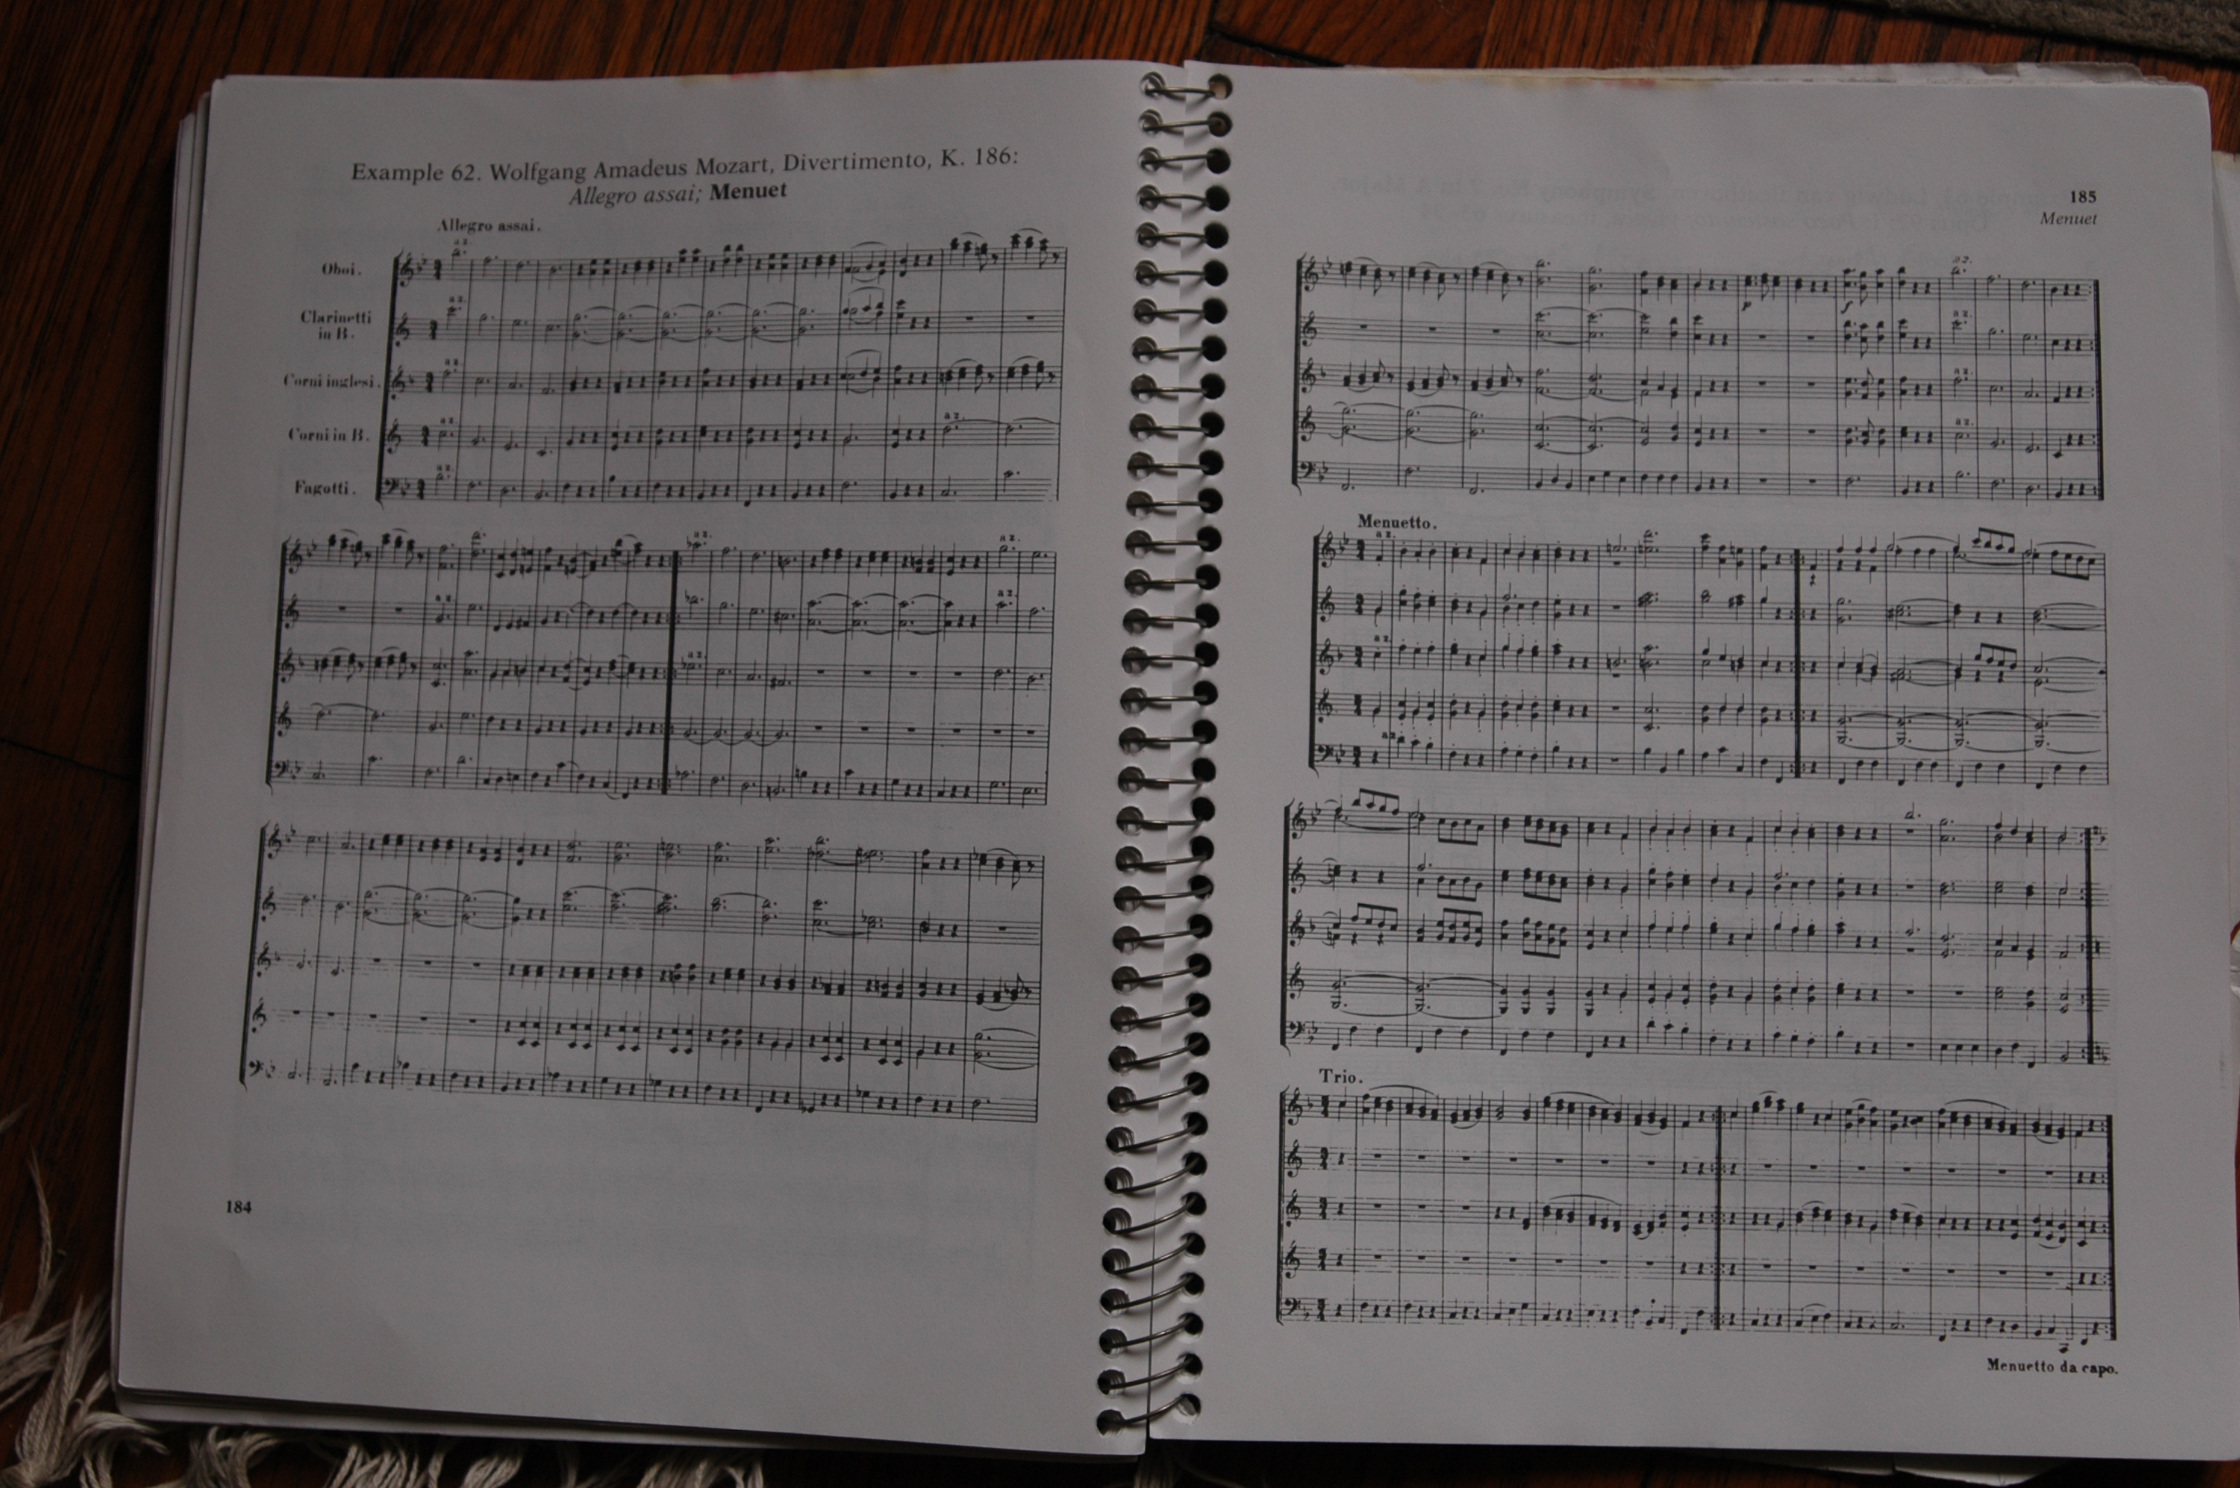 Example 62. Wolfgang Amadeus Mozart, Divertimento, K. 186:
Allegro assai; Menuet
Allegro assai.
Oboi.
Clarinetti
in B.
Corni inglesi.
Corni in B.
Fagotti.
184
185
Menuet
Menuetto.
Trio.
Menuetto da capo.